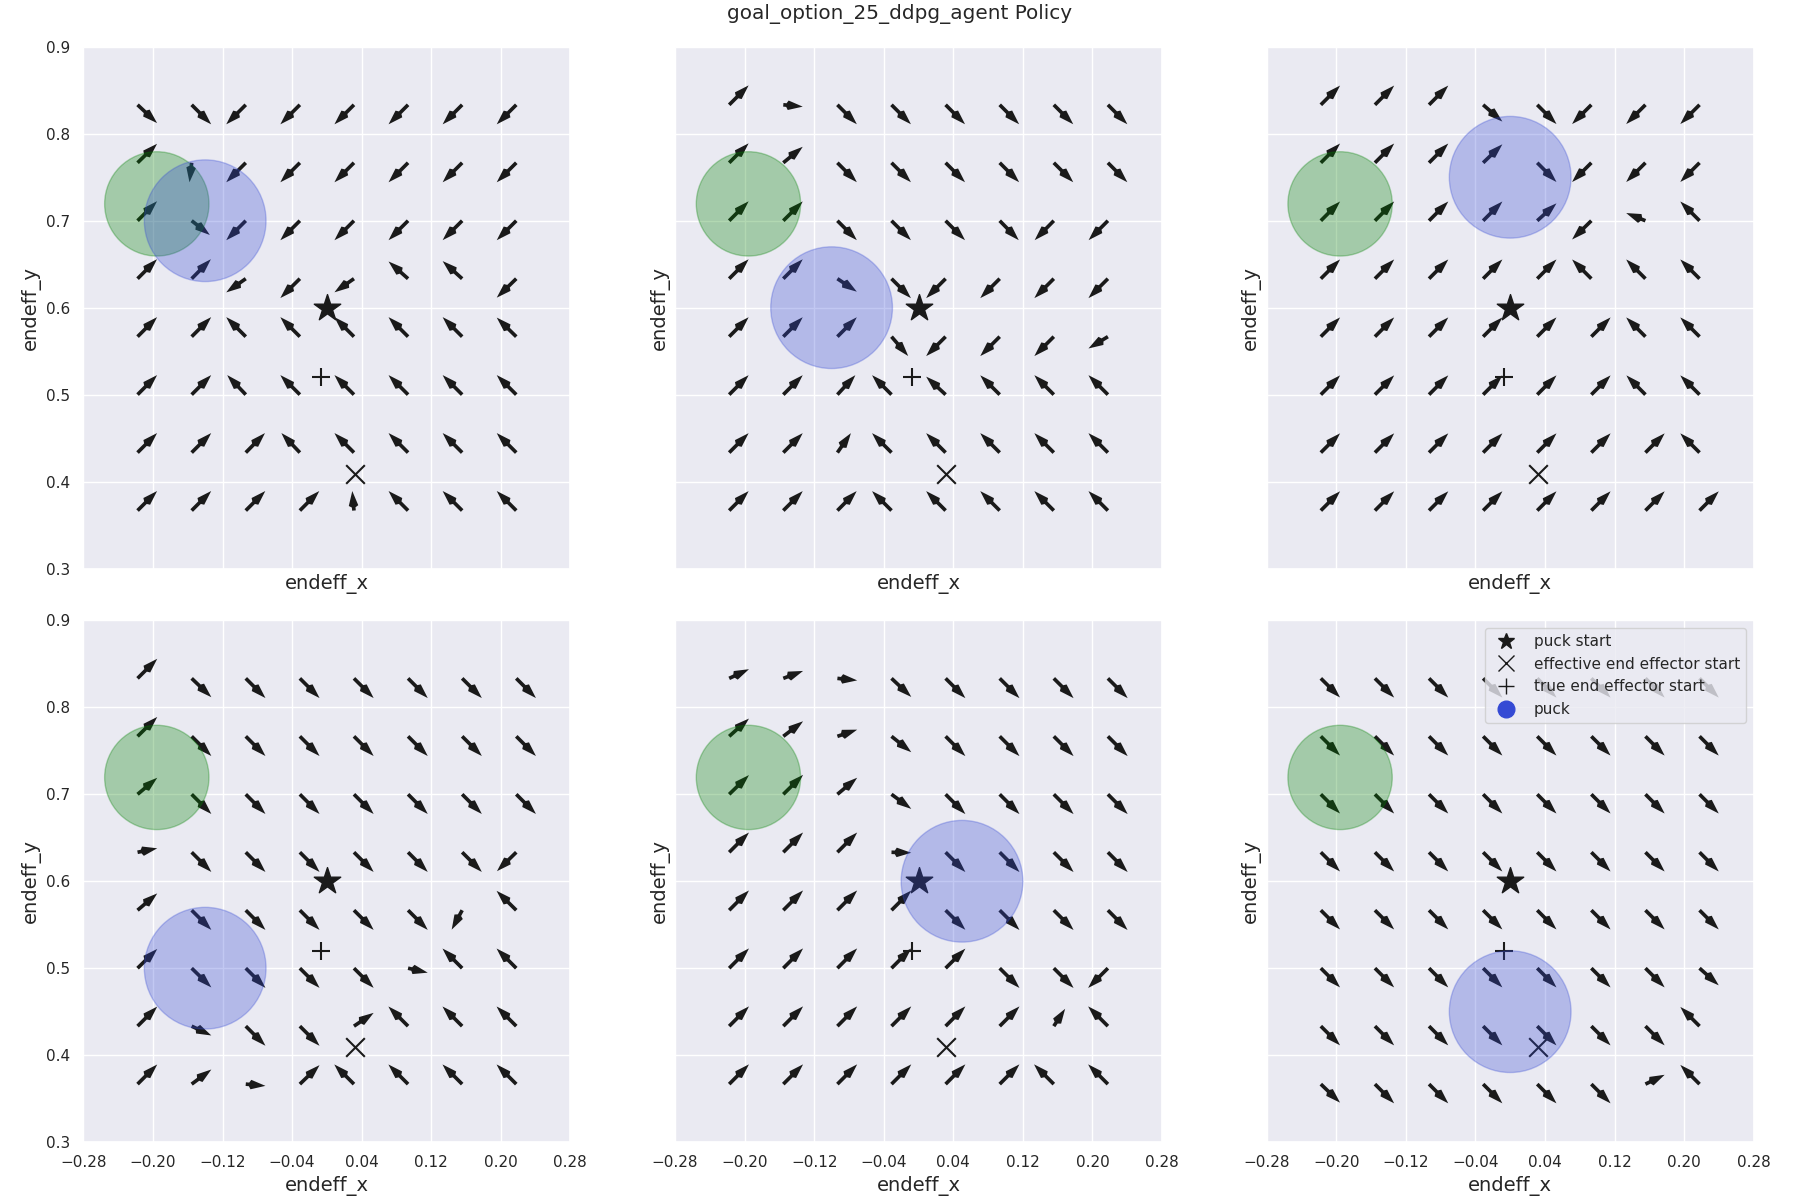 goal_option_25_ddpg_agent Policy
0.9
0.8
0.7
0.6
0.5
0.4
0.3
endeff_y
endeff_x
endeff_y
endeff_x
endeff_y
endeff_x
0.9
0.8
0.7
0.6
0.5
0.4
0.3
endeff_y
−0.28 −0.20 −0.12 −0.04 0.04 0.12 0.20 0.28
endeff_x
endeff_y
−0.28 −0.20 −0.12 −0.04 0.04 0.12 0.20 0.28
endeff_x
puck start
effective end effector start
true end effector start
puck
endeff_y
−0.28 −0.20 −0.12 −0.04 0.04 0.12 0.20 0.28
endeff_x